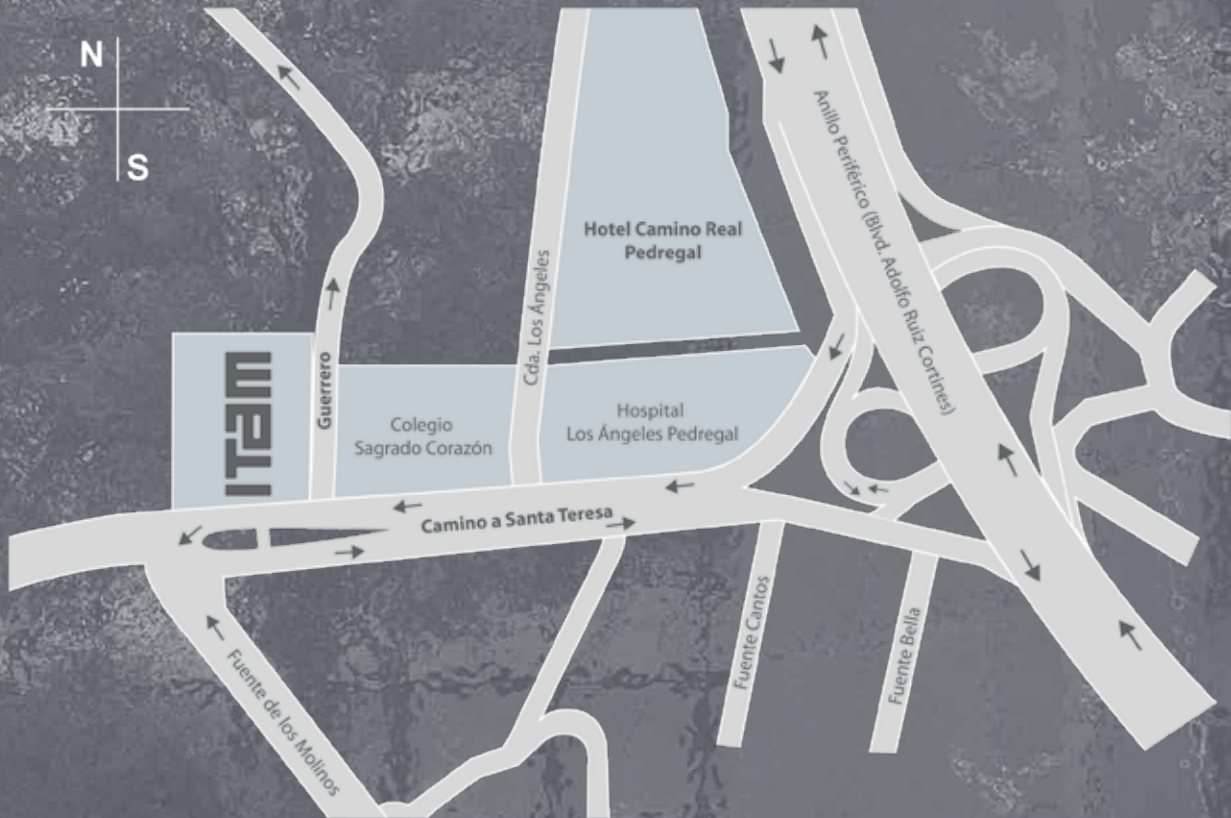 N
S
Anillo Periférico (Blvd. Adolfo Ruiz Cortines)
Hotel Camino Real
Pedregal
Cda. Los Ángeles
ITAM
Guerrero
Colegio
Sagrado Corazón
Hospital
Los Ángeles Pedregal
Camino a Santa Teresa
Fuente de los Molinos
Fuente Cantos
Fuente Bella